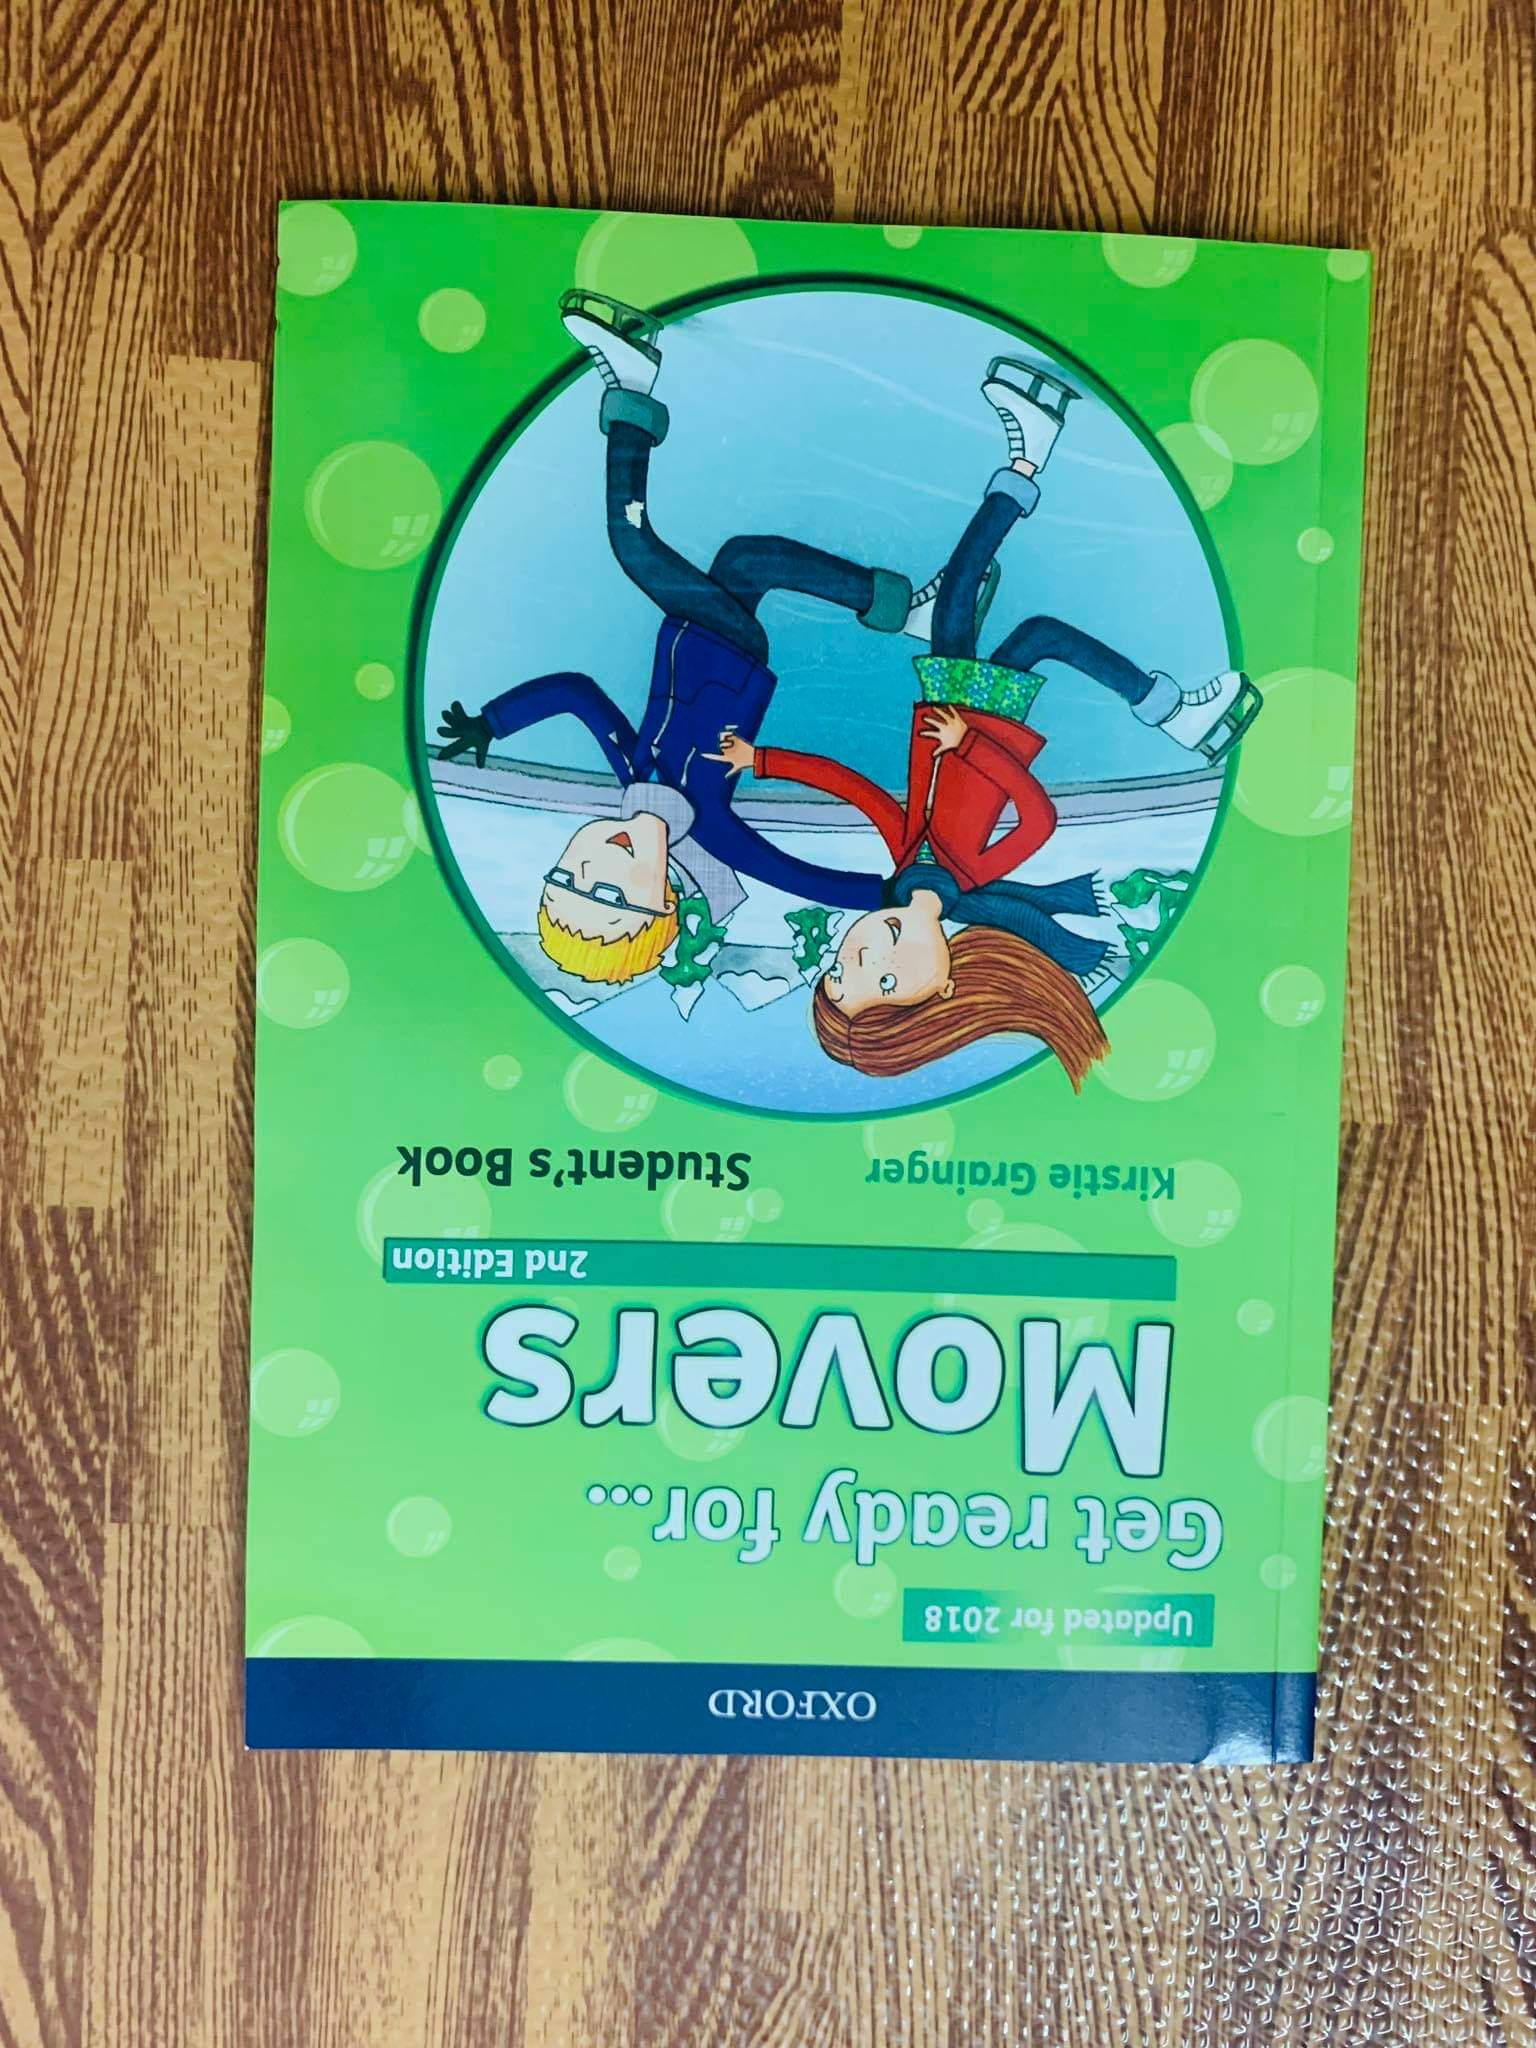 OXFORD
Updated for 2018
Get ready for...
Movers
2nd Edition
Kirstie Grainger Student's Book